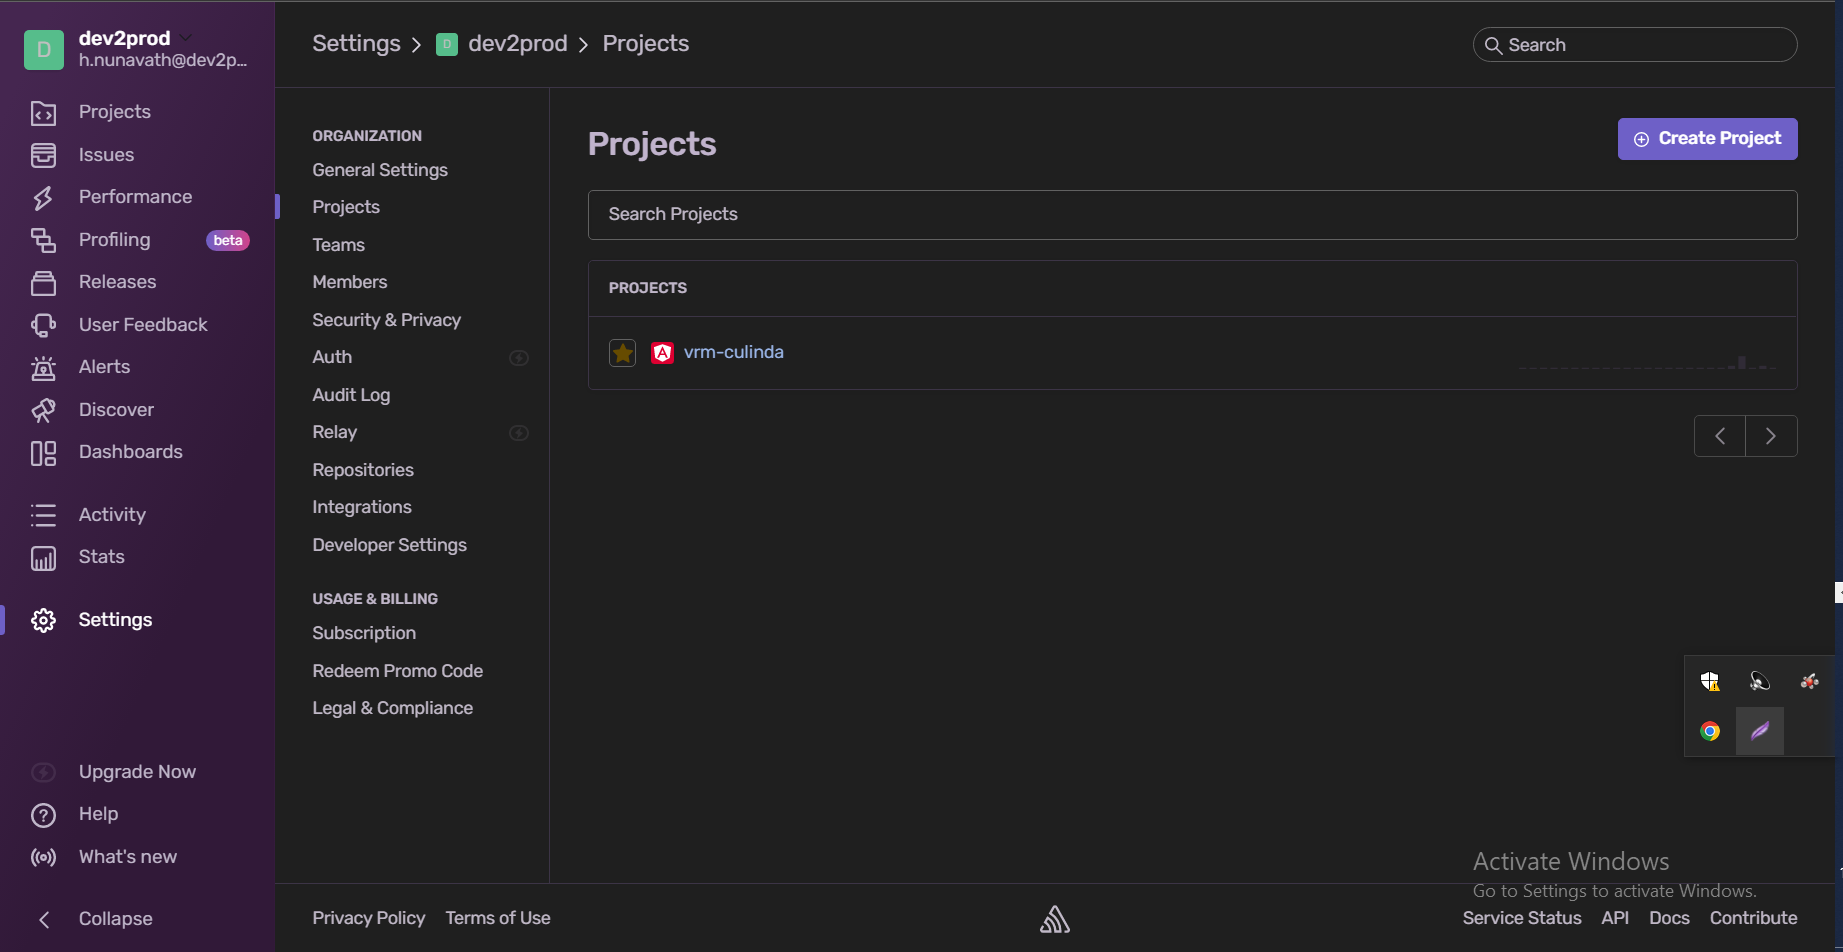 D
dev2prod
h.nunavath@dev2p...
Projects
Issues
Performance
Profiling beta
Releases
User Feedback
Alerts
Discover
Dashboards
Activity
Stats
Settings
Upgrade Now
Help
What's new
Collapse
Settings > D dev2prod > Projects
Search
ORGANIZATION
General Settings
Projects
Teams
Members
Security & Privacy
Auth
Audit Log
Relay
Repositories
Integrations
Developer Settings
USAGE & BILLING
Subscription
Redeem Promo Code
Legal & Compliance
Projects
Create Project
Search Projects
PROJECTS
A vrm-culinda
Activate Windows
Go to Settings to activate Windows.
Privacy Policy Terms of Use
Service Status API Docs Contribute